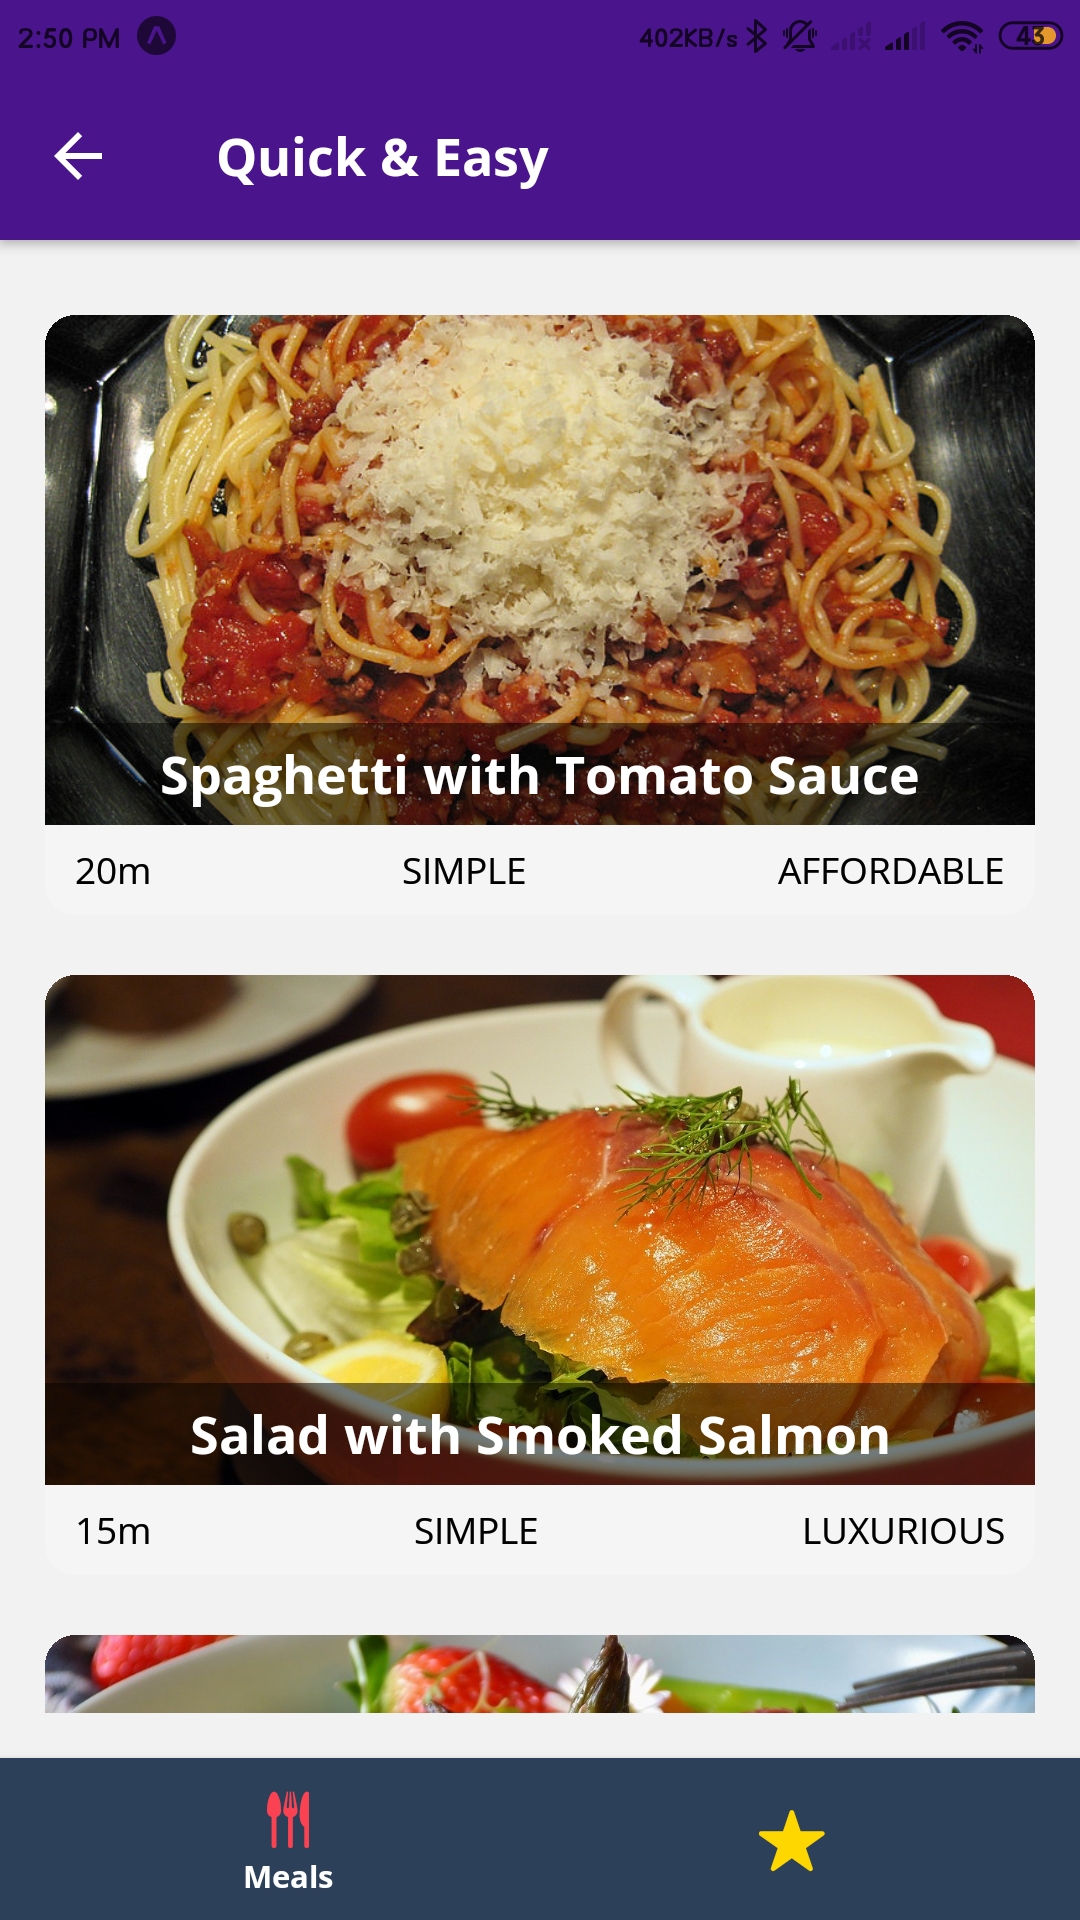 2:50 PM 402KB/s 43
Quick & Easy
Spaghetti with Tomato Sauce
20m SIMPLE AFFORDABLE
Salad with Smoked Salmon
15m SIMPLE LUXURIOUS
Meals